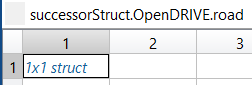 successorStruct.OpenDRIVE.road
1 2 3
1 1x1 struct